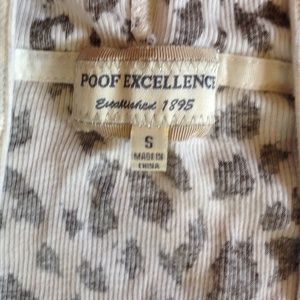 POOF EXCELLENCE
Established 1895
S
MADE IN
CHINA